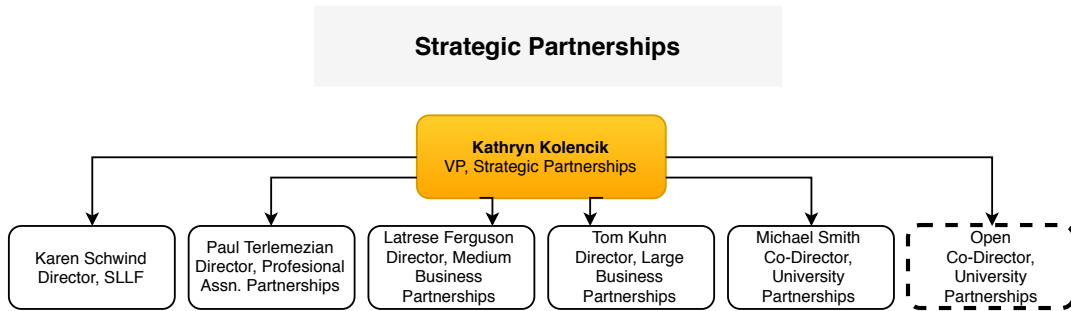 Strategic Partnerships
Kathryn Kolencik
VP, Strategic Partnerships
Karen Schwind
Director, SLLF
Paul Terlemezian
Director, Profesional
Assn. Partnerships
Latrese Ferguson
Director, Medium
Business
Partnerships
Tom Kuhn
Director, Large
Business
Partnerships
Michael Smith
Co-Director,
University
Partnerships
Open
Co-Director,
University
Partnerships